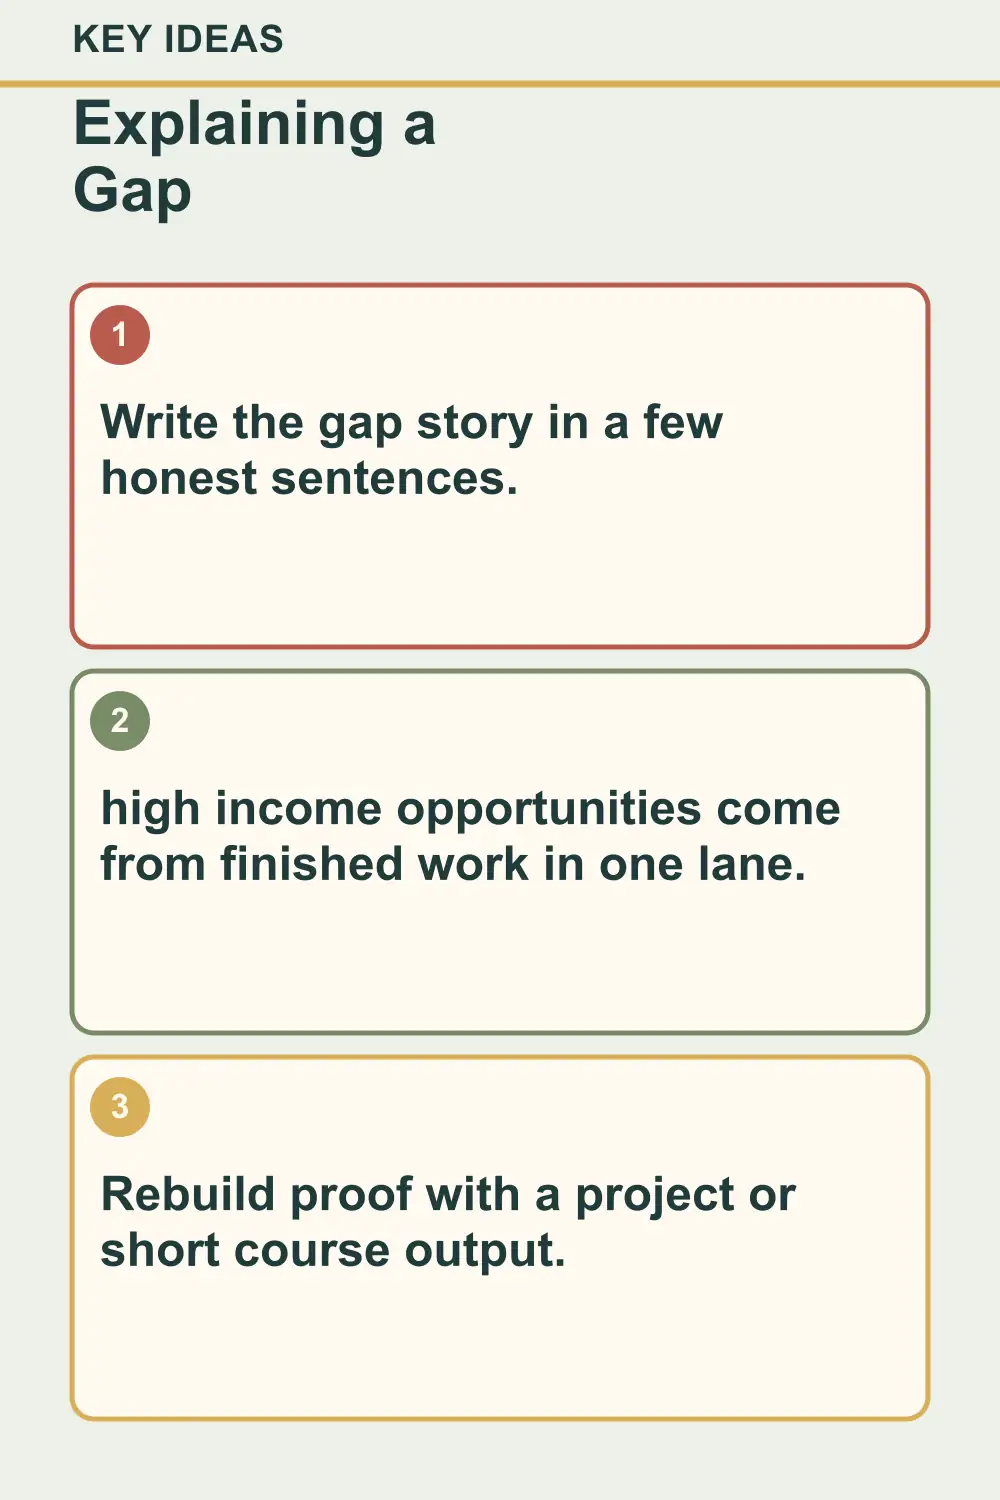 KEY IDEAS
Explaining a
Gap
1
Write the gap story in a few
honest sentences.
2
high income opportunities come
from finished work in one lane.
3
Rebuild proof with a project or
short course output.